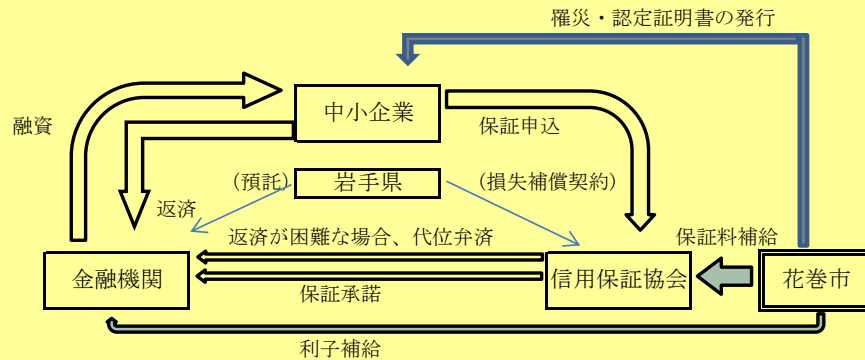 罹災・認定証明書の発行
中小企業
融資
保証申込
(預託)
岩手県
(損失補償契約)
返済
返済が困難な場合、代位弁済
保証料補給
金融機関
信用保証協会
花巻市
保証承諾
利子補給